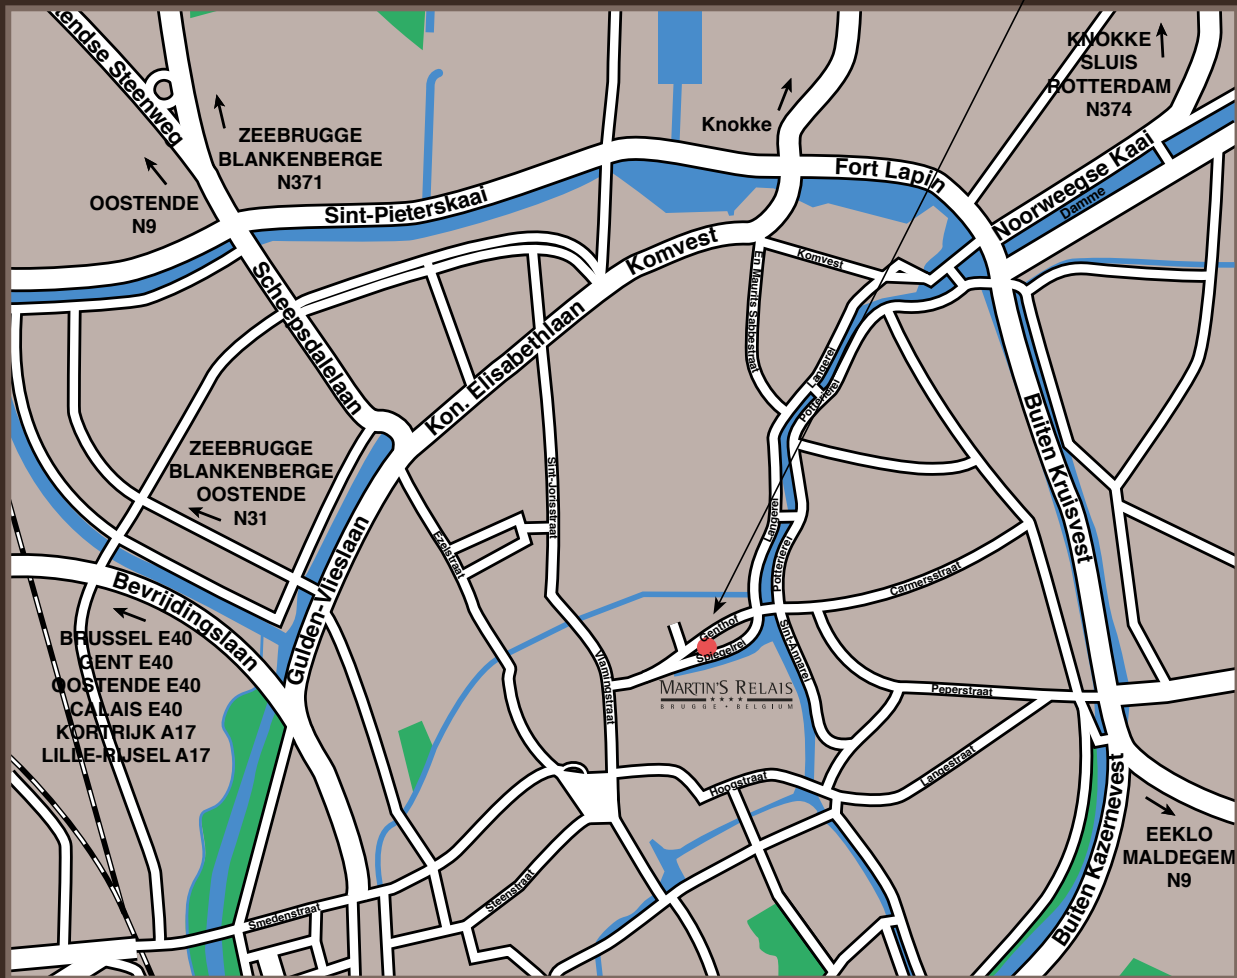 tendse Steenweg
KNOKKE
SLUIS
ROTTERDAM
N374
ZEEBRUGGE
BLANKENBERGE
N371
Knokke
Fort Lapin
Noorweegse Kaai
Damme
OOSTENDE
N9
Sint-Pieterskaai
Komvest
Komvest
En Maurits Sabbestraat
Scheepsdalelaan
Kon. Elisabethlaan
Langerei
Potterierei
Buiten Kruisvest
ZEEBRUGGE
BLANKENBERGE
OOSTENDE
N31
Sint-Jorisstraat
Ezelstraat
Langerei
Potterierei
Gulden-Vlieslaan
Bevrijdingslaan
Carmersstraat
BRUSSEL E40
GENT E40
OOSTENDE E40
CALAIS E40
KORTRIJK A17
LILLE-RIJSEL A17
Genthof
Spiegelrei
Sint-Annarei
Vlamingstraat
MARTIN'S RELAIS
BRUGGE • BELGIUM
Peperstraat
Hoogstraat
Langestraat
Buiten Kazernevest
EEKLO
MALDEGEM
N9
Steenstraat
Smedenstraat